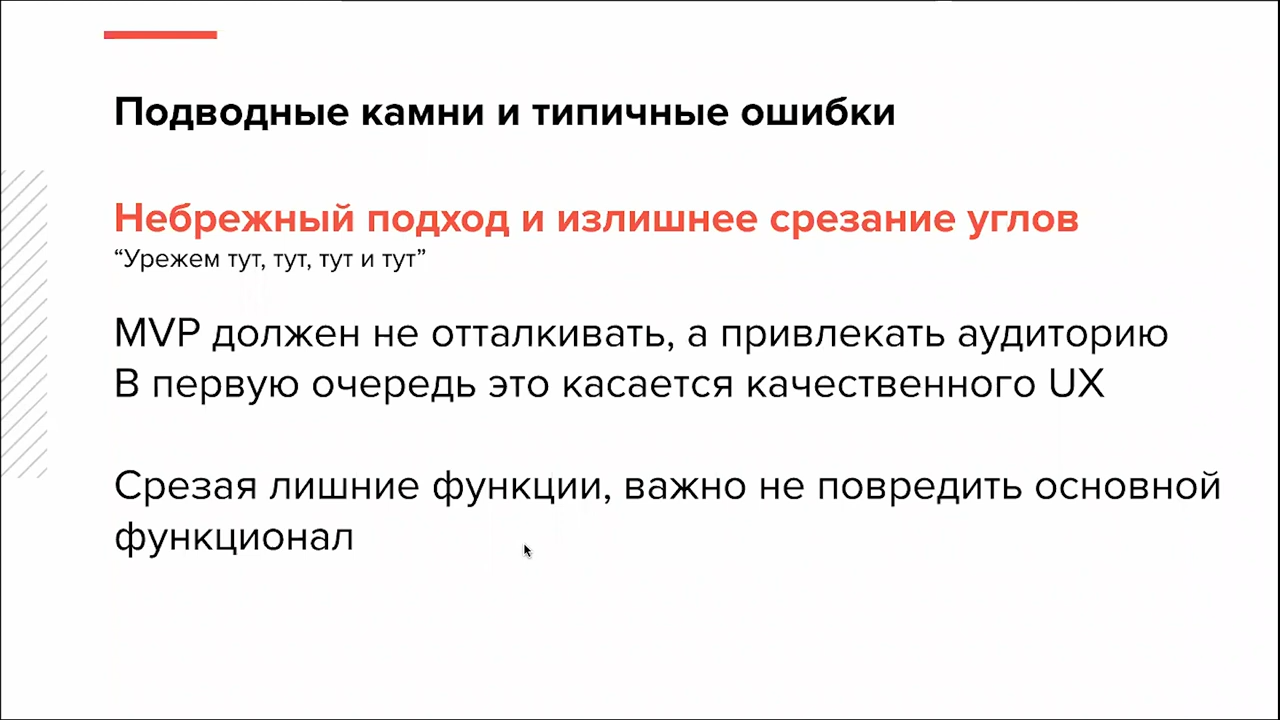 Подводные камни и типичные ошибки
Небрежный подход и излишнее срезание углов
“Урежем тут, тут, тут и тут”
MVP должен не отталкивать, а привлекать аудиторию
В первую очередь это касается качественного UX
Срезая лишние функции, важно не повредить основной
функционал